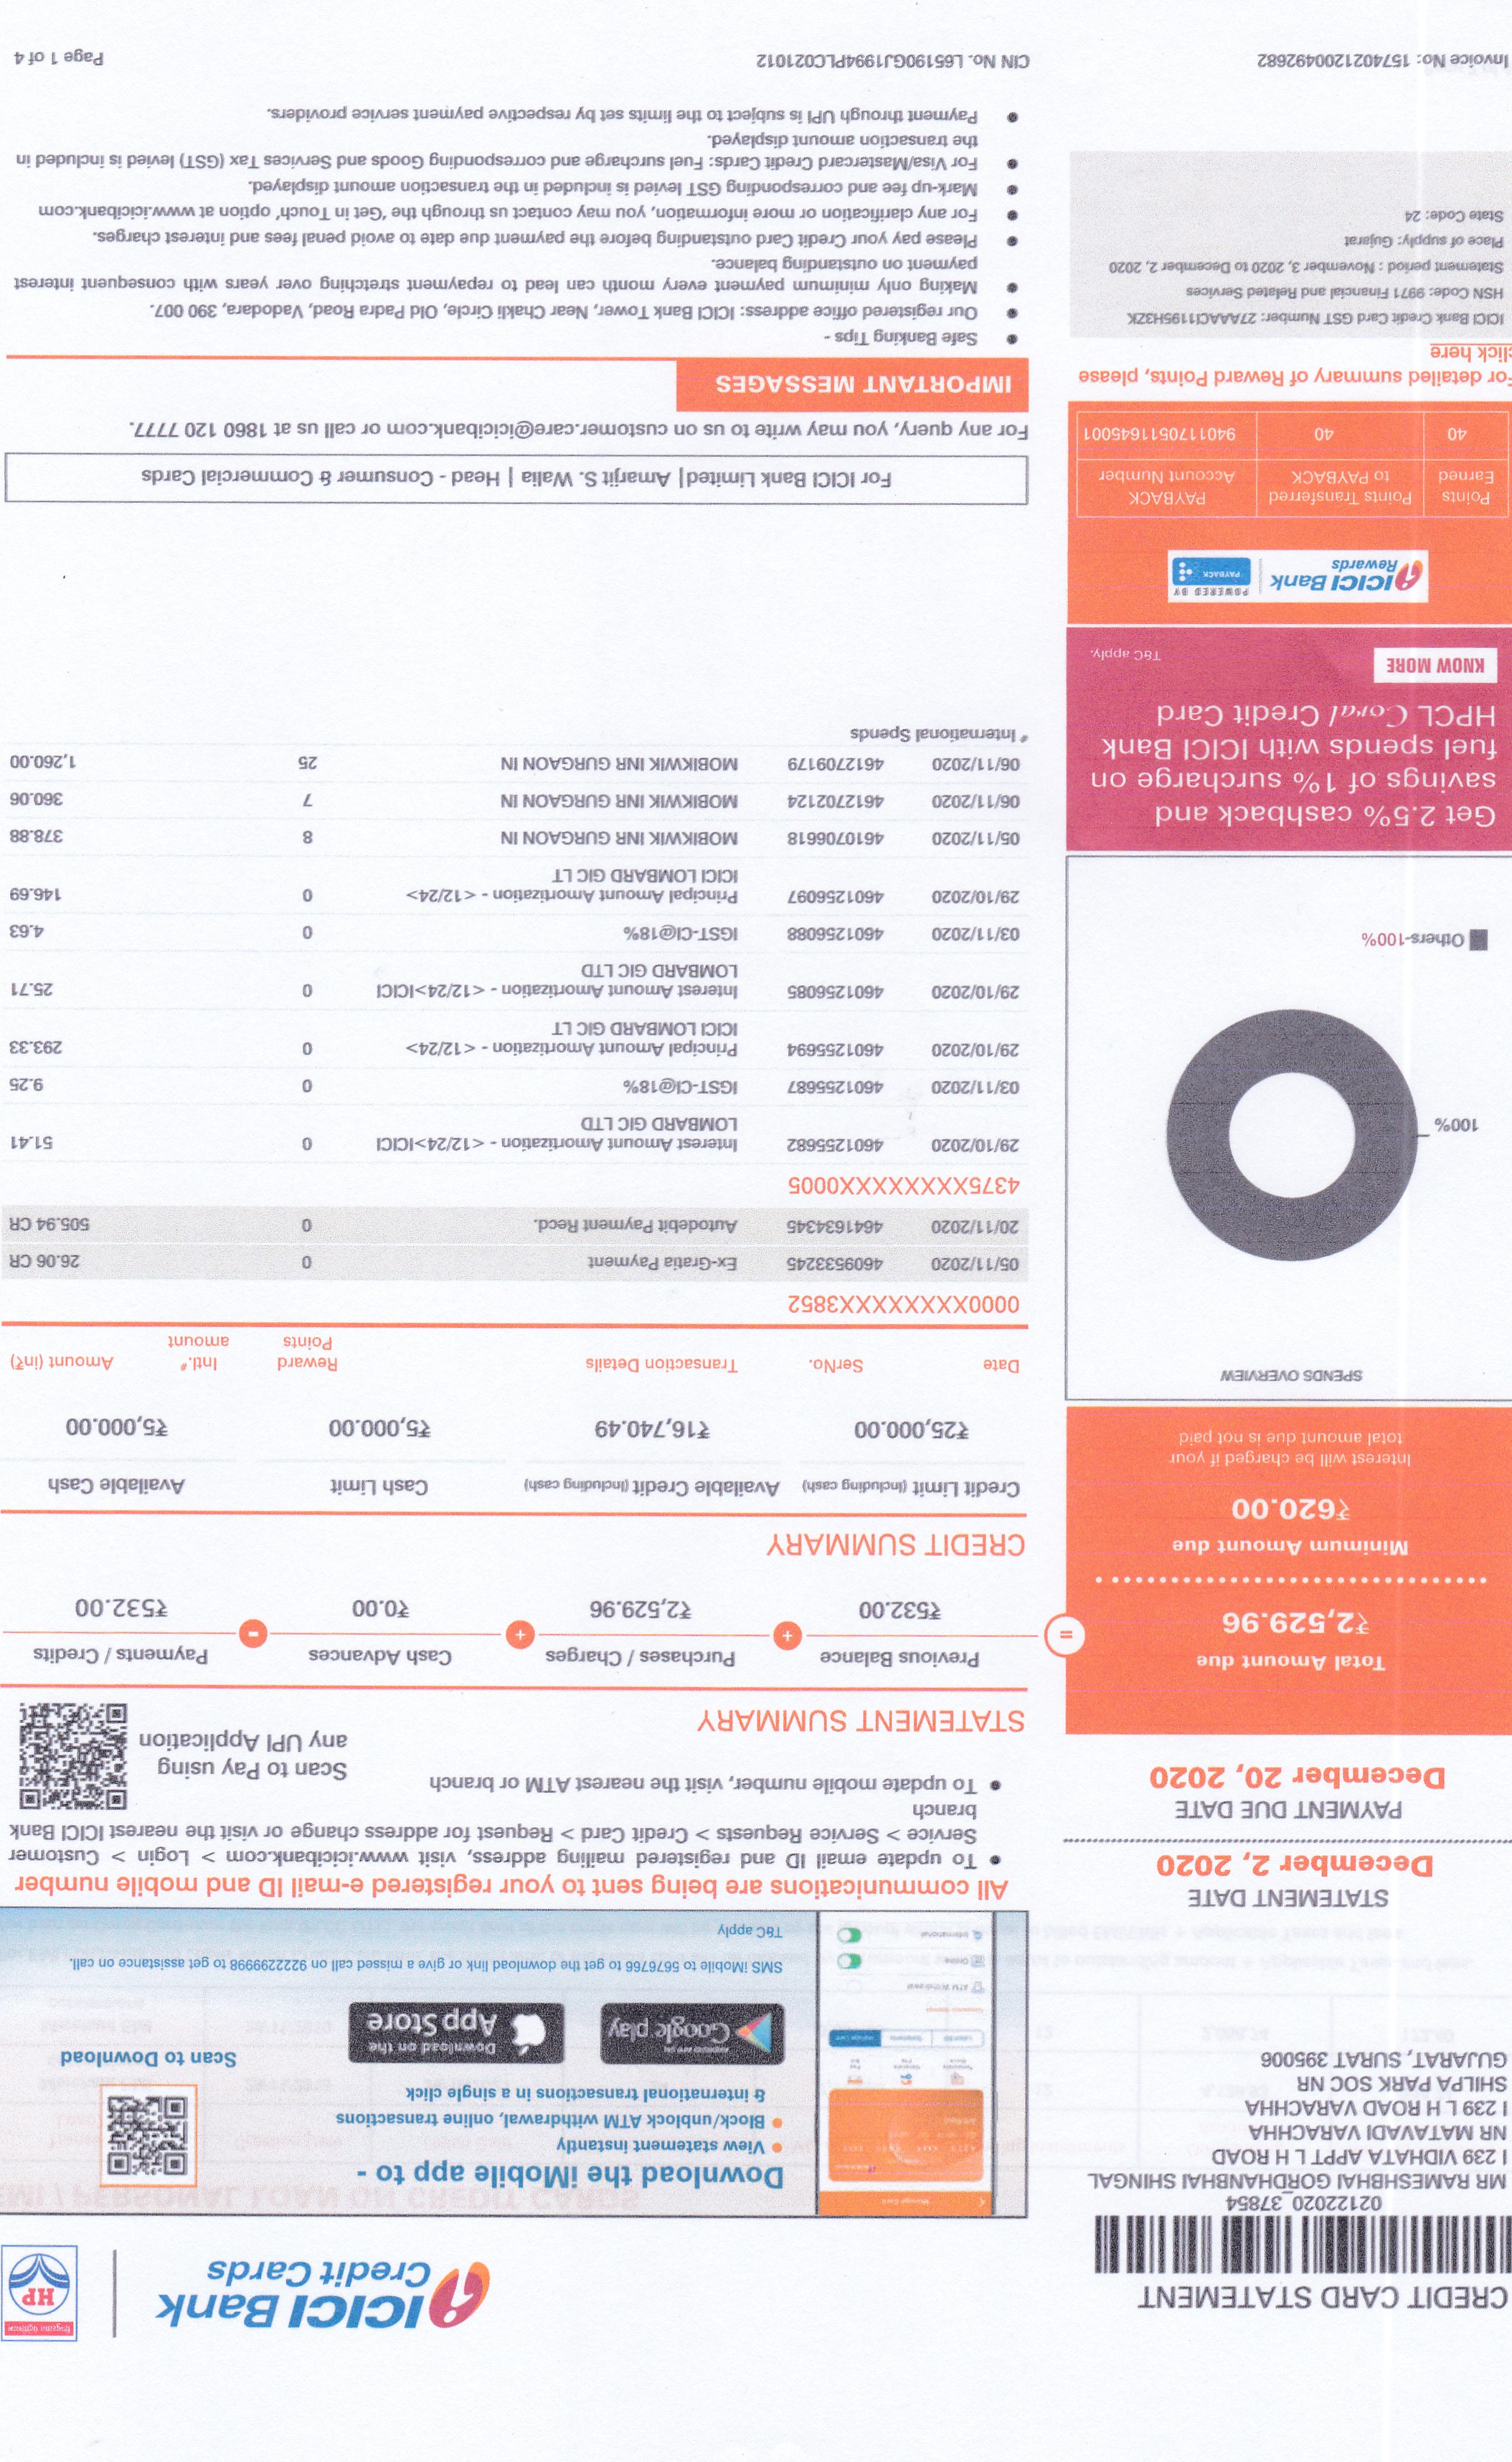 CREDIT CARD STATEMENT
02122020_37854
MR RAMESHBHAI GORDHANBHAI SHINGAL
I 239 VIDHATA APPT L H ROAD
NR MATAVADI VARACHHA
I 239 L H ROAD VARACHHA
SHILPA PARK SOC NR
GUJARAT, SURAT 395006
STATEMENT DATE
December 2, 2020
PAYMENT DUE DATE
December 20, 2020
Total Amount due
₹2,529.96
Minimum Amount due
₹620.00
Interest will be charged if your
total amount due is not paid
SPENDS OVERVIEW
100%
Others-100%
Get 2.5% cashback and
savings of 1% surcharge on
fuel spends with ICICI Bank
HPCL Coral Credit Card
KNOW MORE
T&C apply.
ICICI Bank
Rewards
POWERED BY
PAYBACK
Points Earned
Points Transferred to PAYBACK
PAYBACK Account Number
40 40 9401170511645001
For detailed summary of Reward Points, please
click here
ICICI Bank Credit Card GST Number: 27AAACI1195H3ZK
HSN Code: 9971 Financial and Related Services
Statement period : November 3, 2020 to December 2, 2020
Place of supply: Gujarat
State Code: 24
Invoice No: 1574021200492682
ICICI Bank
Credit Cards
HP
Manage Card
Download the iMobile app to -
View statement instantly
Block/unblock ATM withdrawal, online transactions
& international transactions in a single click
Google play
Download on the
App Store
Scan to Download
SMS iMobile to 5676766 to get the download link or give a missed call on 9222299998 to get assistance on call.
T&C apply
All communications are being sent to your registered e-mail ID and mobile number
• To update email ID and registered mailing address, visit www.icicibank.com > Login > Customer
Service > Service Requests > Credit Card > Request for address change or visit the nearest ICICI Bank
branch
• To update mobile number, visit the nearest ATM or branch
Scan to Pay using
any UPI Application
STATEMENT SUMMARY
Previous Balance Purchases / Charges Cash Advances Payments / Credits
= + + -
₹532.00 ₹2,529.96 ₹0.00 ₹532.00
CREDIT SUMMARY
Credit Limit (Including cash) Available Credit (Including cash) Cash Limit Available Cash
₹25,000.00 ₹16,740.49 ₹5,000.00 ₹5,000.00
Date SerNo. Transaction Details Reward Points Intl.# amount Amount (in₹)
0000XXXXXXXX3852
05/11/2020 4609533245 Ex-Gratia Payment 0 26.06 CR
20/11/2020 4641634345 Autodebit Payment Recd. 0 505.94 CR
4375XXXXXXXX0005
29/10/2020 4601255682 Interest Amount Amortization - <12/24>ICICI 0 51.41
LOMBARD GIC LTD
03/11/2020 4601255687 IGST-CI@18% 0 9.25
29/10/2020 4601255694 Principal Amount Amortization - <12/24> 0 293.33
ICICI LOMBARD GIC LT
29/10/2020 4601256085 Interest Amount Amortization - <12/24>ICICI 0 25.71
LOMBARD GIC LTD
03/11/2020 4601256088 IGST-CI@18% 0 4.63
29/10/2020 4601256097 Principal Amount Amortization - <12/24> 0 146.69
ICICI LOMBARD GIC LT
05/11/2020 4610706618 MOBIKWIK INR GURGAON IN 8 378.88
06/11/2020 4612702124 MOBIKWIK INR GURGAON IN 7 360.06
06/11/2020 4612709179 MOBIKWIK INR GURGAON IN 25 1,260.00
# International Spends
For ICICI Bank Limited| Amarjit S. Walia | Head - Consumer & Commercial Cards
For any query, you may write to us on customer.care@icicibank.com or call us at 1860 120 7777.
IMPORTANT MESSAGES
• Safe Banking Tips -
• Our registered office address: ICICI Bank Tower, Near Chakli Circle, Old Padra Road, Vadodara, 390 007.
• Making only minimum payment every month can lead to repayment stretching over years with consequent interest
payment on outstanding balance.
• Please pay your Credit Card outstanding before the payment due date to avoid penal fees and interest charges.
• For any clarification or more information, you may contact us through the 'Get in Touch' option at www.icicibank.com
• Mark-up fee and corresponding GST levied is included in the transaction amount displayed.
• For Visa/Mastercard Credit Cards: Fuel surcharge and corresponding Goods and Services Tax (GST) levied is included in
the transaction amount displayed.
• Payment through UPI is subject to the limits set by respective payment service providers.
CIN No. L65190GJ1994PLC021012
Page 1 of 4